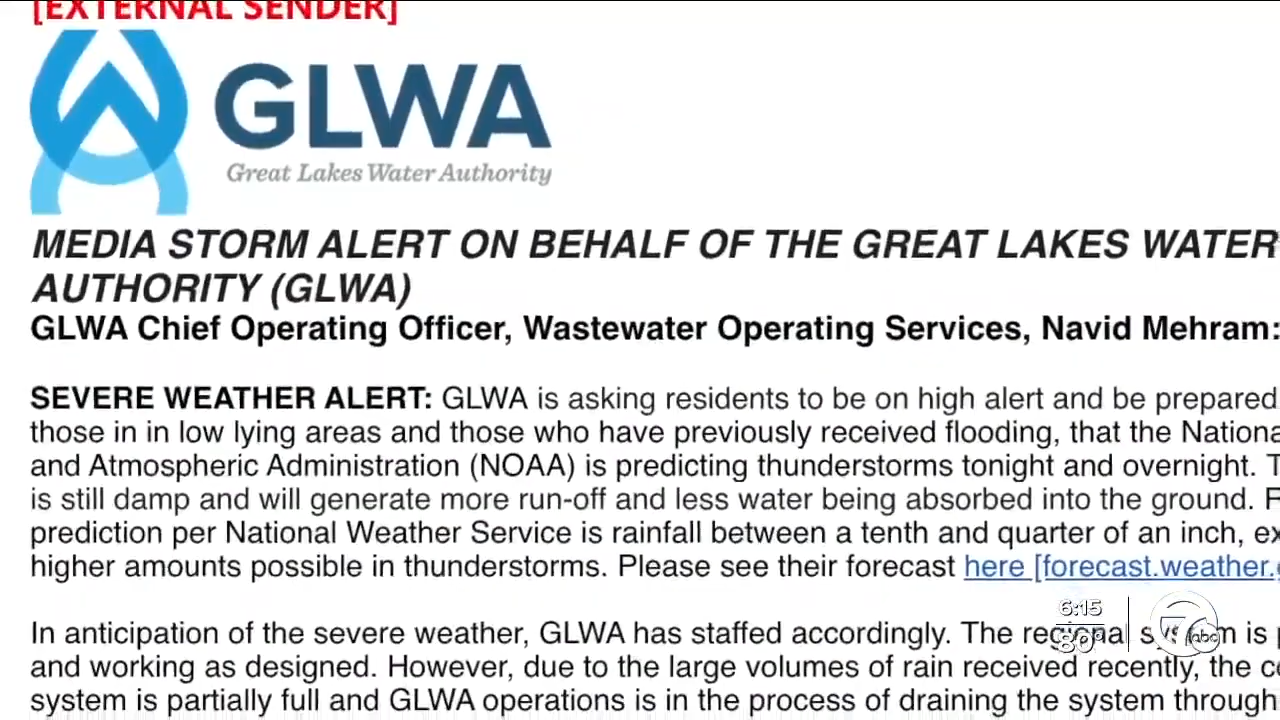 [EXTERNAL SENDER]
GLWA
Great Lakes Water Authority
MEDIA STORM ALERT ON BEHALF OF THE GREAT LAKES WATER
AUTHORITY (GLWA)
GLWA Chief Operating Officer, Wastewater Operating Services, Navid Mehram:
SEVERE WEATHER ALERT: GLWA is asking residents to be on high alert and be prepared
those in in low lying areas and those who have previously received flooding, that the
and Atmospheric Administration (NOAA) is predicting thunderstorms tonight and overnight.
is still damp and will generate more run-off and less water being absorbed into the ground.
prediction per National Weather Service is rainfall between a tenth and quarter of an inch,
higher amounts possible in thunderstorms. Please see their forecast here [forecast.weather.
In anticipation of the severe weather, GLWA has staffed accordingly. The regional system is
and working as designed. However, due to the large volumes of rain received recently, the
system is partially full and GLWA operations is in the process of draining the system through
6:15
80°
7 abc